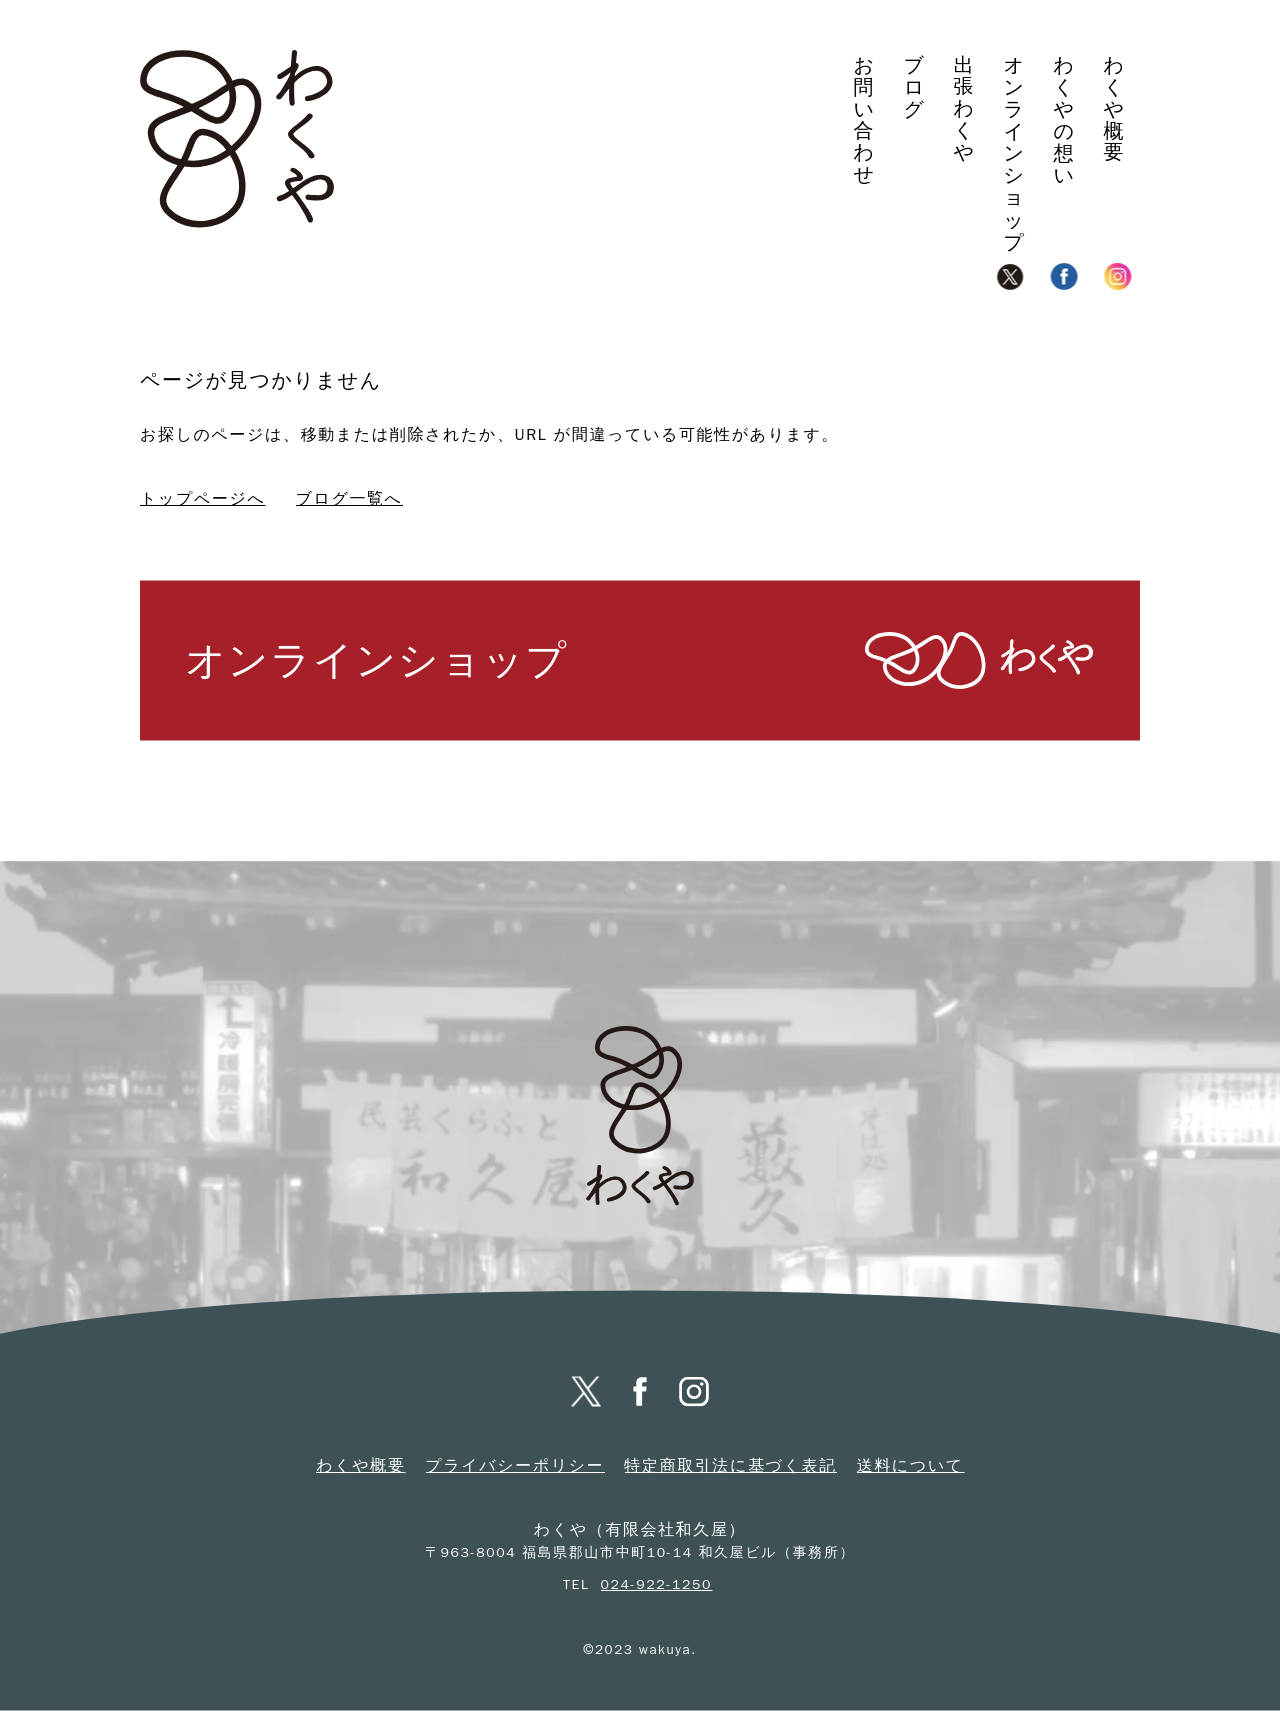 わくや
わくや概要
わくやの想い
オンラインショップ
出張わくや
ブログ
お問い合わせ
ページが見つかりません
お探しのページは、移動または削除されたか、URL が間違っている可能性があります。
トップページへ ブログ一覧へ
オンラインショップ わくや
民芸くらふと
和久屋
そば処
藪久
わくや
わくや概要 プライバシーポリシー 特定商取引法に基づく表記 送料について
わくや（有限会社和久屋）
〒963-8004 福島県郡山市中町10-14 和久屋ビル（事務所）
TEL 024-922-1250
©2023 wakuya.